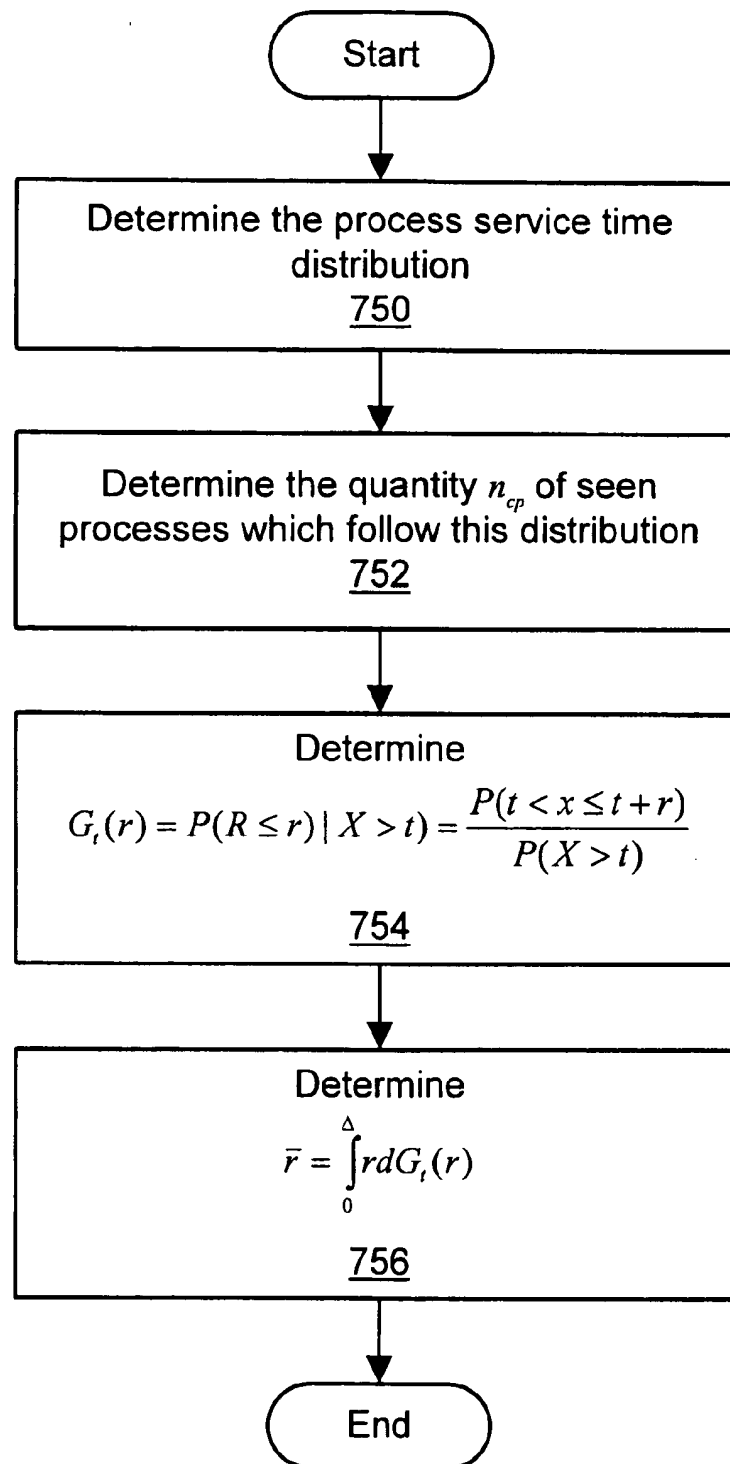 Start
Determine the process service time
distribution
750
Determine the quantity n_cp of seen
processes which follow this distribution
752
Determine
G_t(r) = P(R ≤ r) | X > t) = P(t < x ≤ t + r) / P(X > t)
754
Determine
r̄ = ∫_0^Δ r dG_t(r)
756
End